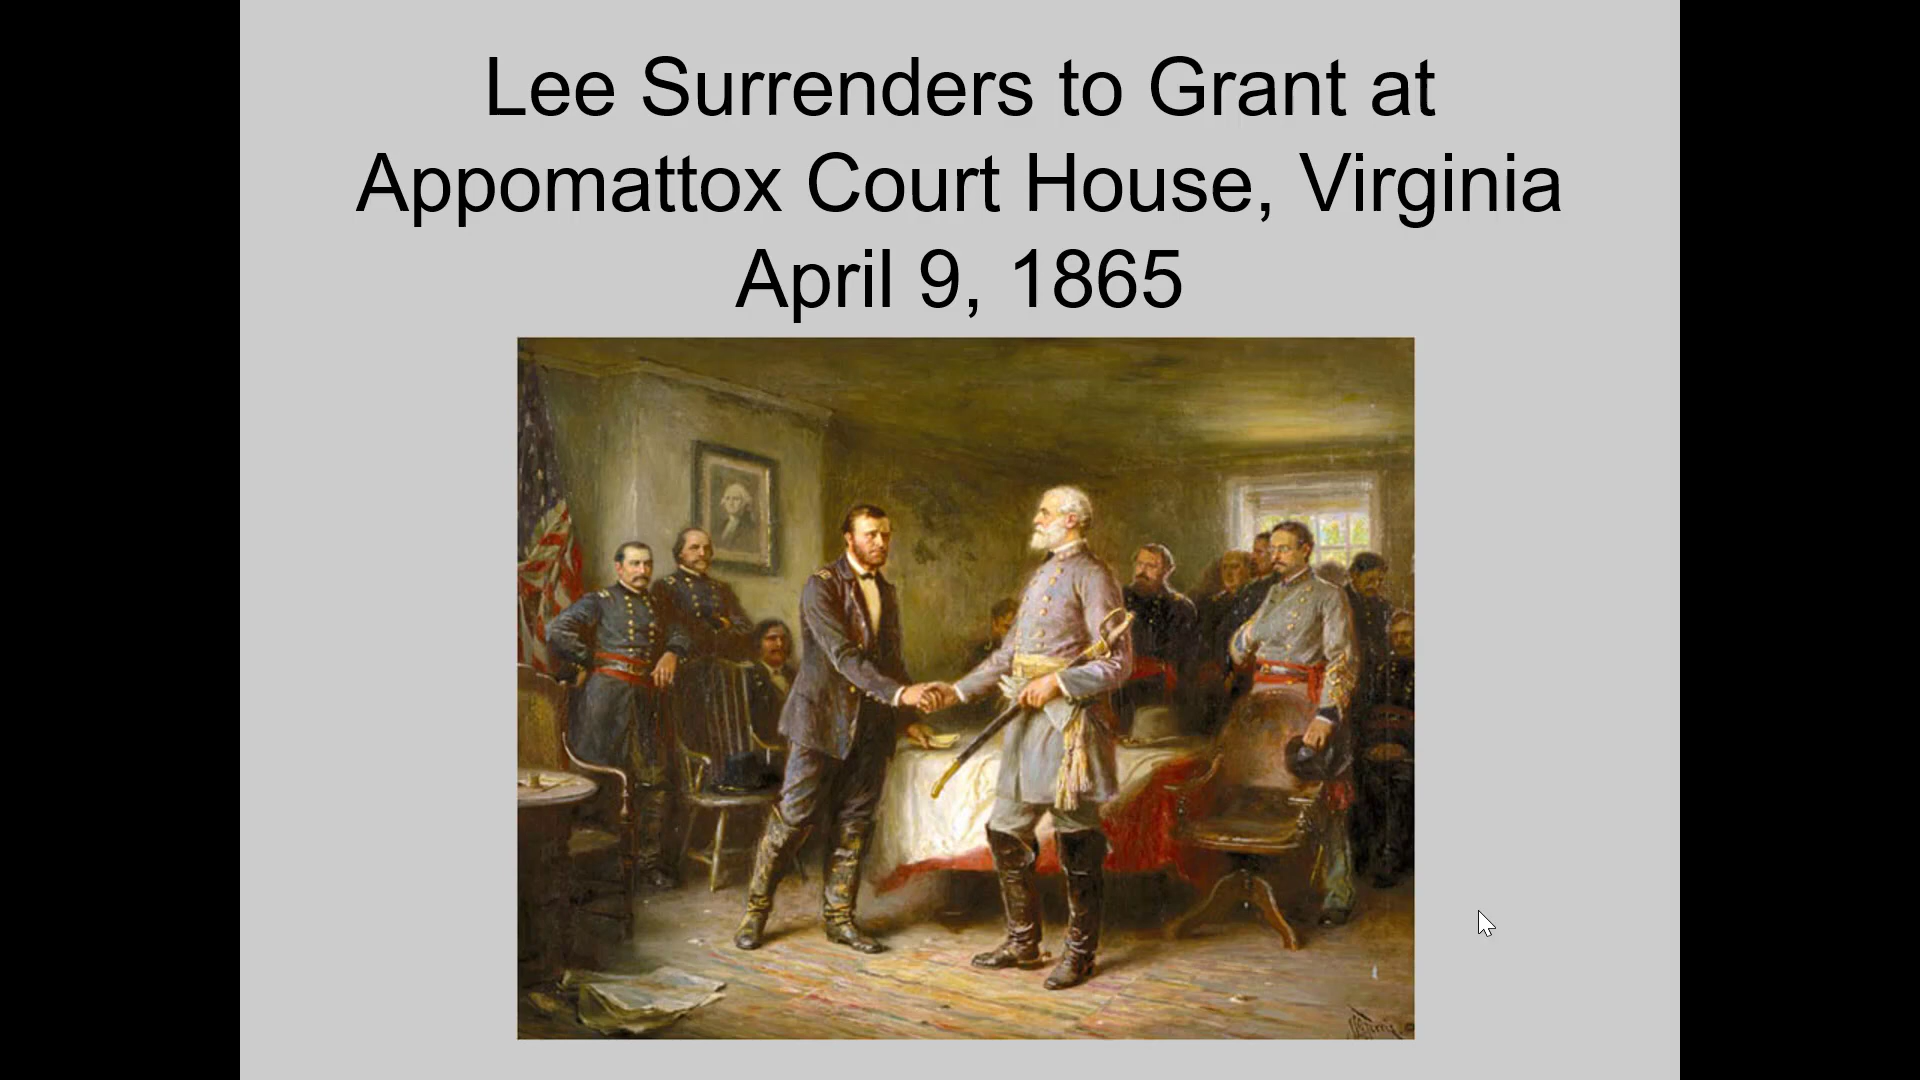 Lee Surrenders to Grant at
Appomattox Court House, Virginia
April 9, 1865